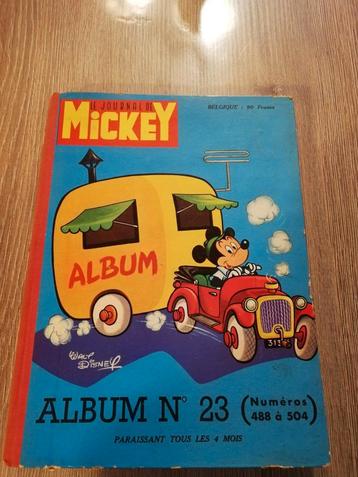 LE JOURNAL DE
MiCKEY
BELGIQUE : 90 Francs
ALBUM
WALT
DiSNEY
ALBUM N° 23 (Numéros
488 à 504)
PARAISSANT TOUS LES 4 MOIS